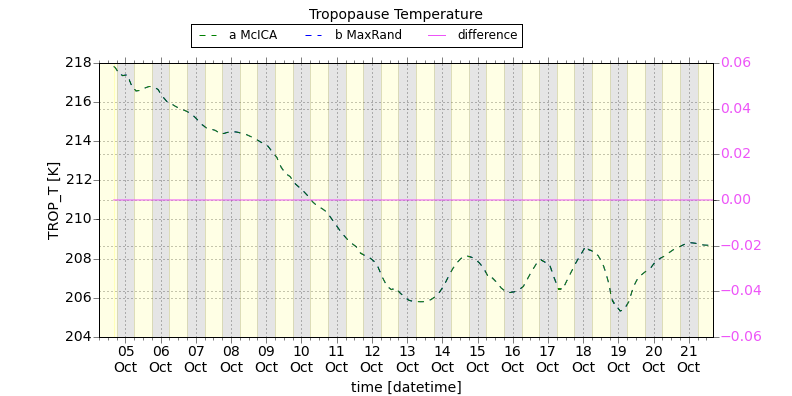 Tropopause Temperature
a McICA b MaxRand difference
218 0.06
216 0.04
214 0.02
212 0.00
210 −0.02
208 −0.04
206 −0.06
204
TROP_T [K]
05 06 07 08 09 10 11 12 13 14 15 16 17 18 19 20 21
Oct Oct Oct Oct Oct Oct Oct Oct Oct Oct Oct Oct Oct Oct Oct Oct Oct
time [datetime]